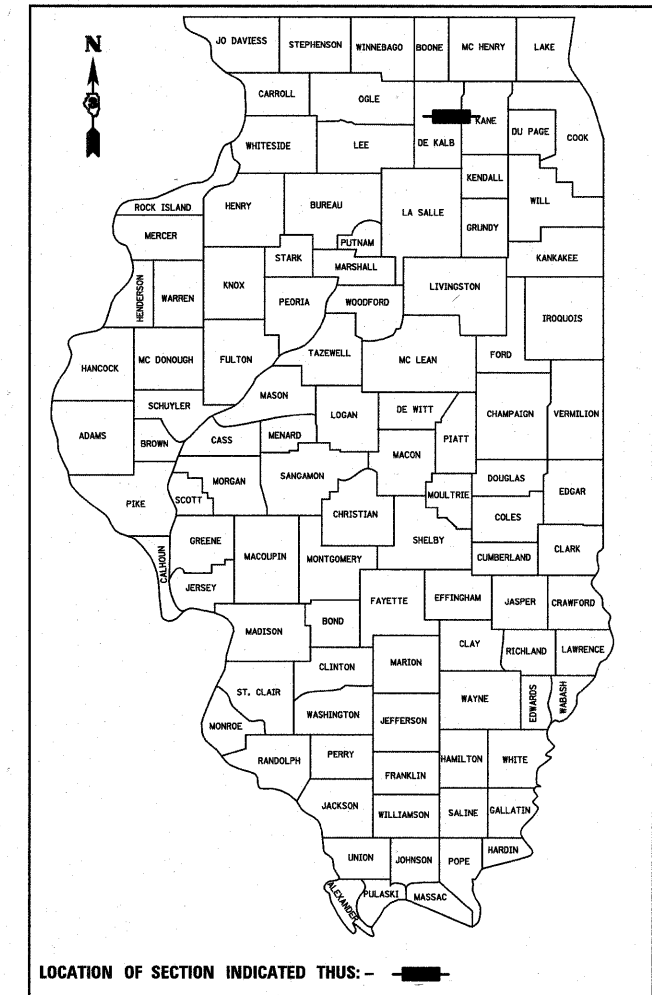 N
JO DAVIESS
STEPHENSON
WINNEBAGO
BOONE
MC HENRY
LAKE
CARROLL
OGLE
KANE
DU PAGE
COOK
WHITESIDE
LEE
DE KALB
KENDALL
WILL
ROCK ISLAND
HENRY
BUREAU
LA SALLE
GRUNDY
MERCER
PUTNAM
KANKAKEE
STARK
MARSHALL
HENDERSON
WARREN
KNOX
PEORIA
WOODFORD
LIVINGSTON
IROQUOIS
HANCOCK
MC DONOUGH
FULTON
TAZEWELL
MC LEAN
FORD
SCHUYLER
MASON
LOGAN
DE WITT
CHAMPAIGN
VERMILION
ADAMS
BROWN
CASS
MENARD
MACON
PIATT
PIKE
SCOTT
MORGAN
SANGAMON
CHRISTIAN
MOULTRIE
DOUGLAS
EDGAR
COLES
CALHOUN
GREENE
MACOUPIN
MONTGOMERY
SHELBY
CUMBERLAND
CLARK
JERSEY
FAYETTE
EFFINGHAM
JASPER
CRAWFORD
MADISON
BOND
CLAY
RICHLAND
LAWRENCE
CLINTON
MARION
ST. CLAIR
WAYNE
EDWARDS
WABASH
WASHINGTON
JEFFERSON
MONROE
RANDOLPH
PERRY
HAMILTON
WHITE
FRANKLIN
JACKSON
WILLIAMSON
SALINE
GALLATIN
UNION
JOHNSON
POPE
HARDIN
ALEXANDER
PULASKI
MASSAC
LOCATION OF SECTION INDICATED THUS: -